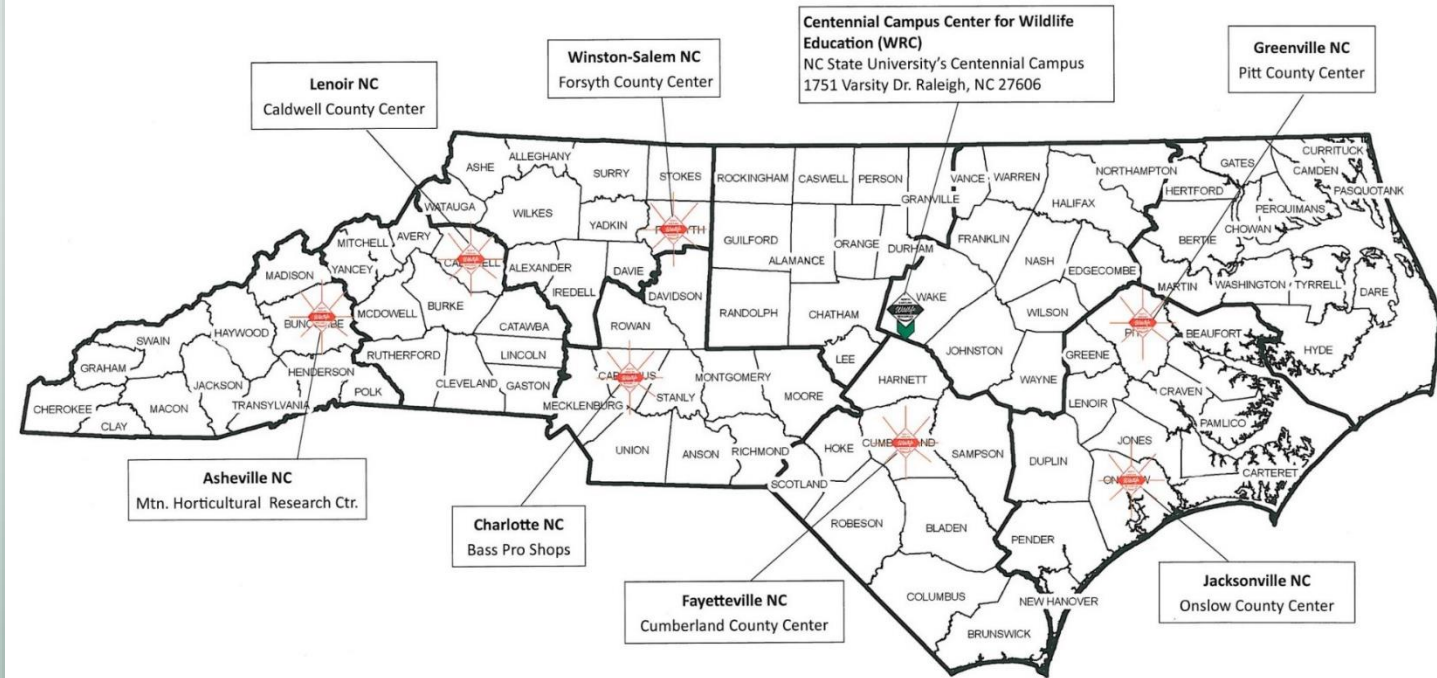 Centennial Campus Center for Wildlife
Education (WRC)
NC State University's Centennial Campus
1751 Varsity Dr. Raleigh, NC 27606
Greenville NC
Pitt County Center
Winston-Salem NC
Forsyth County Center
Lenoir NC
Caldwell County Center
ASHE
ALLEGHANY
SURRY
STOKES
ROCKINGHAM
CASWELL
PERSON
GRANVILLE
VANCE
WARREN
NORTHAMPTON
HALIFAX
GATES
HERTFORD
CURRITUCK
CAMDEN
PASQUOTANK
PERQUIMANS
CHOWAN
BERTIE
WATAUGA
WILKES
YADKIN
GUILFORD
ALAMANCE
ORANGE
DURHAM
FRANKLIN
NASH
EDGECOMBE
MARTIN
WASHINGTON
TYRRELL
DARE
MITCHELL
AVERY
YANCEY
MADISON
ALEXANDER
IREDELL
DAVIE
DAVIDSON
RANDOLPH
CHATHAM
WAKE
WILSON
BEAUFORT
HYDE
HAYWOOD
MCDOWELL
BURKE
CATAWBA
ROWAN
LEE
JOHNSTON
WAYNE
GREENE
SWAIN
GRAHAM
JACKSON
HENDERSON
RUTHERFORD
LINCOLN
CLEVELAND
GASTON
MECKLENBURG
STANLY
MONTGOMERY
MOORE
HARNETT
LENOIR
CRAVEN
PAMLICO
CHEROKEE
CLAY
MACON
TRANSYLVANIA
POLK
UNION
ANSON
RICHMOND
HOKE
SCOTLAND
SAMPSON
DUPLIN
JONES
CARTERET
ROBESON
BLADEN
PENDER
COLUMBUS
NEW HANOVER
BRUNSWICK
Asheville NC
Mtn. Horticultural Research Ctr.
Charlotte NC
Bass Pro Shops
Fayetteville NC
Cumberland County Center
Jacksonville NC
Onslow County Center